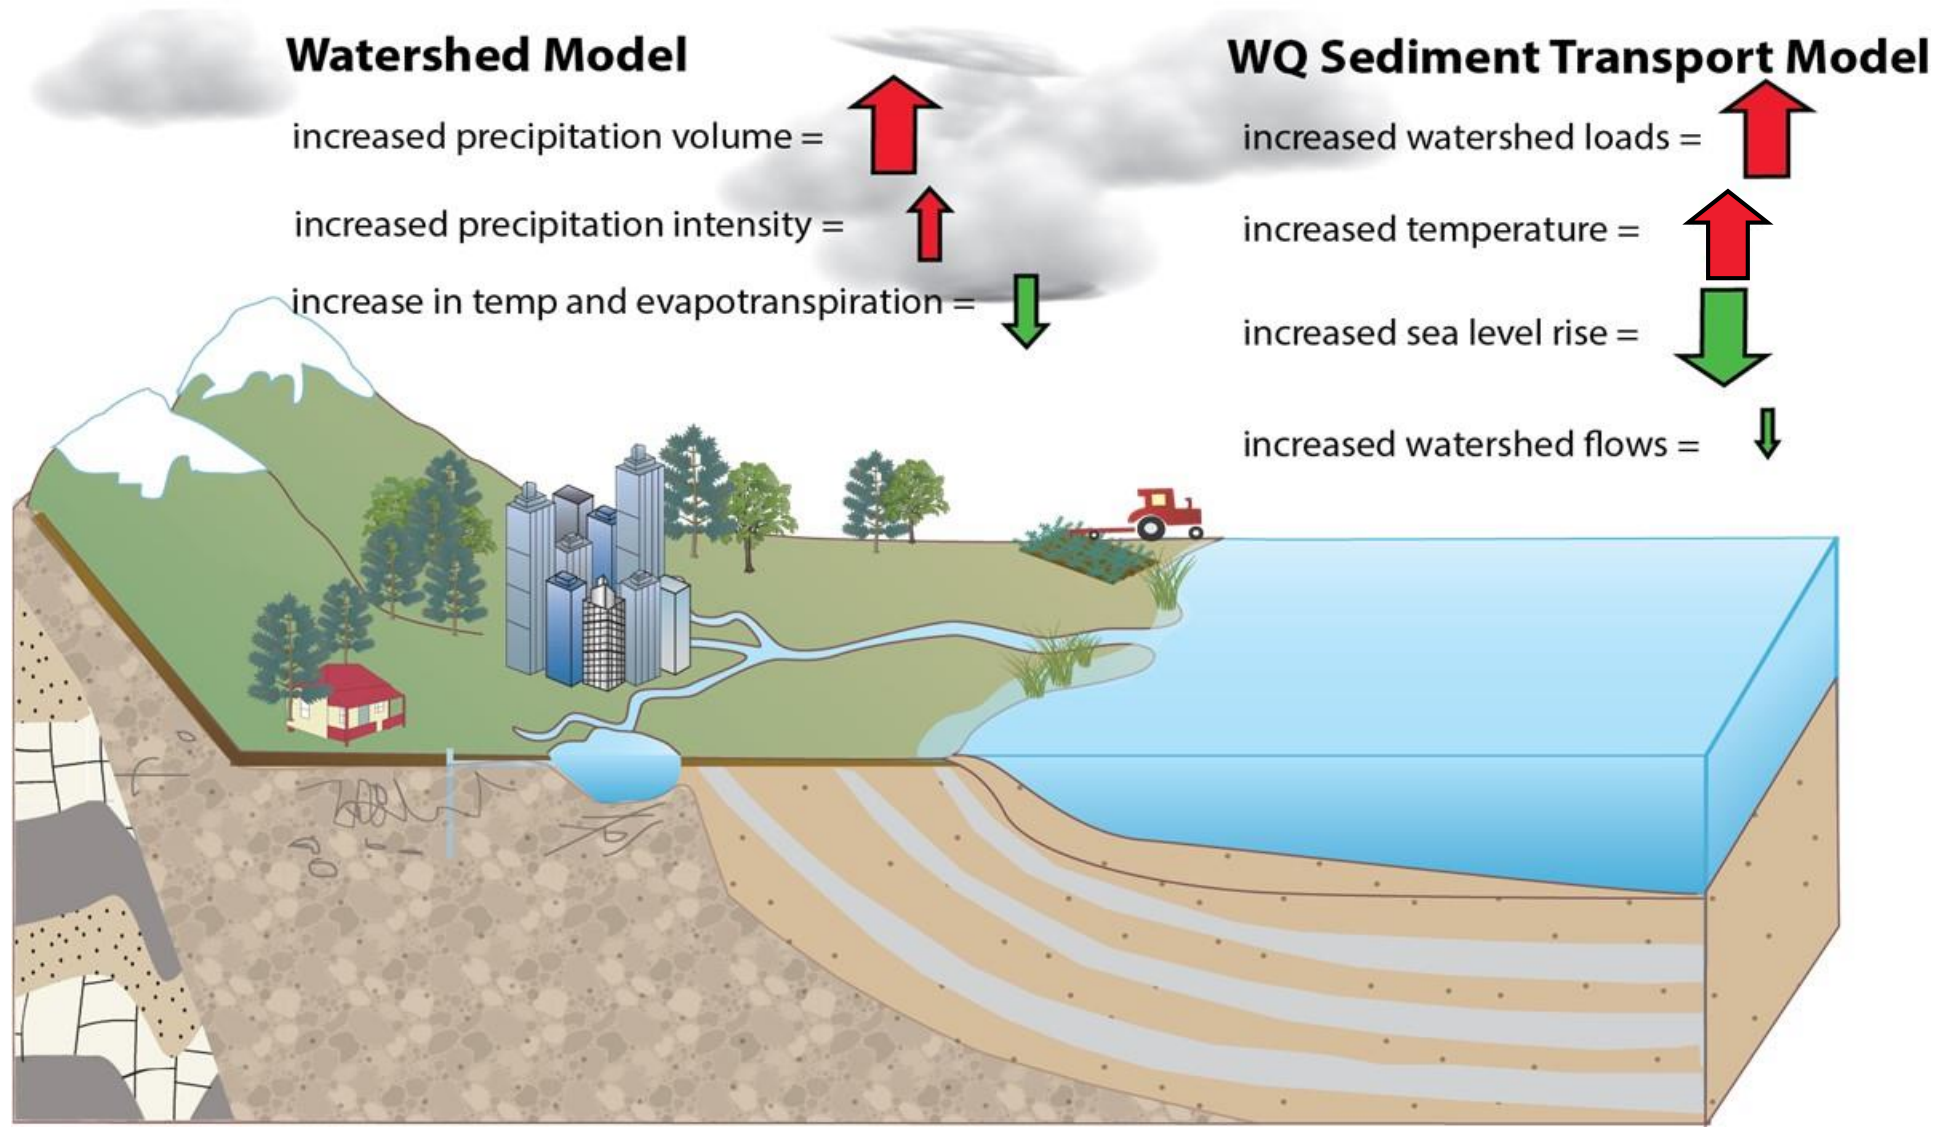 Watershed Model
increased precipitation volume =
increased precipitation intensity =
increase in temp and evapotranspiration =
WQ Sediment Transport Model
increased watershed loads =
increased temperature =
increased sea level rise =
increased watershed flows =